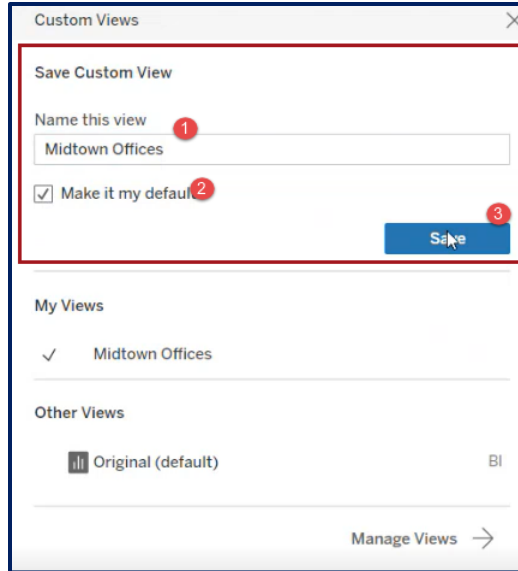 Custom Views
Save Custom View
Name this view
1
Midtown Offices
Make it my default
2
3
Save
My Views
Midtown Offices
Other Views
Original (default) BI
Manage Views